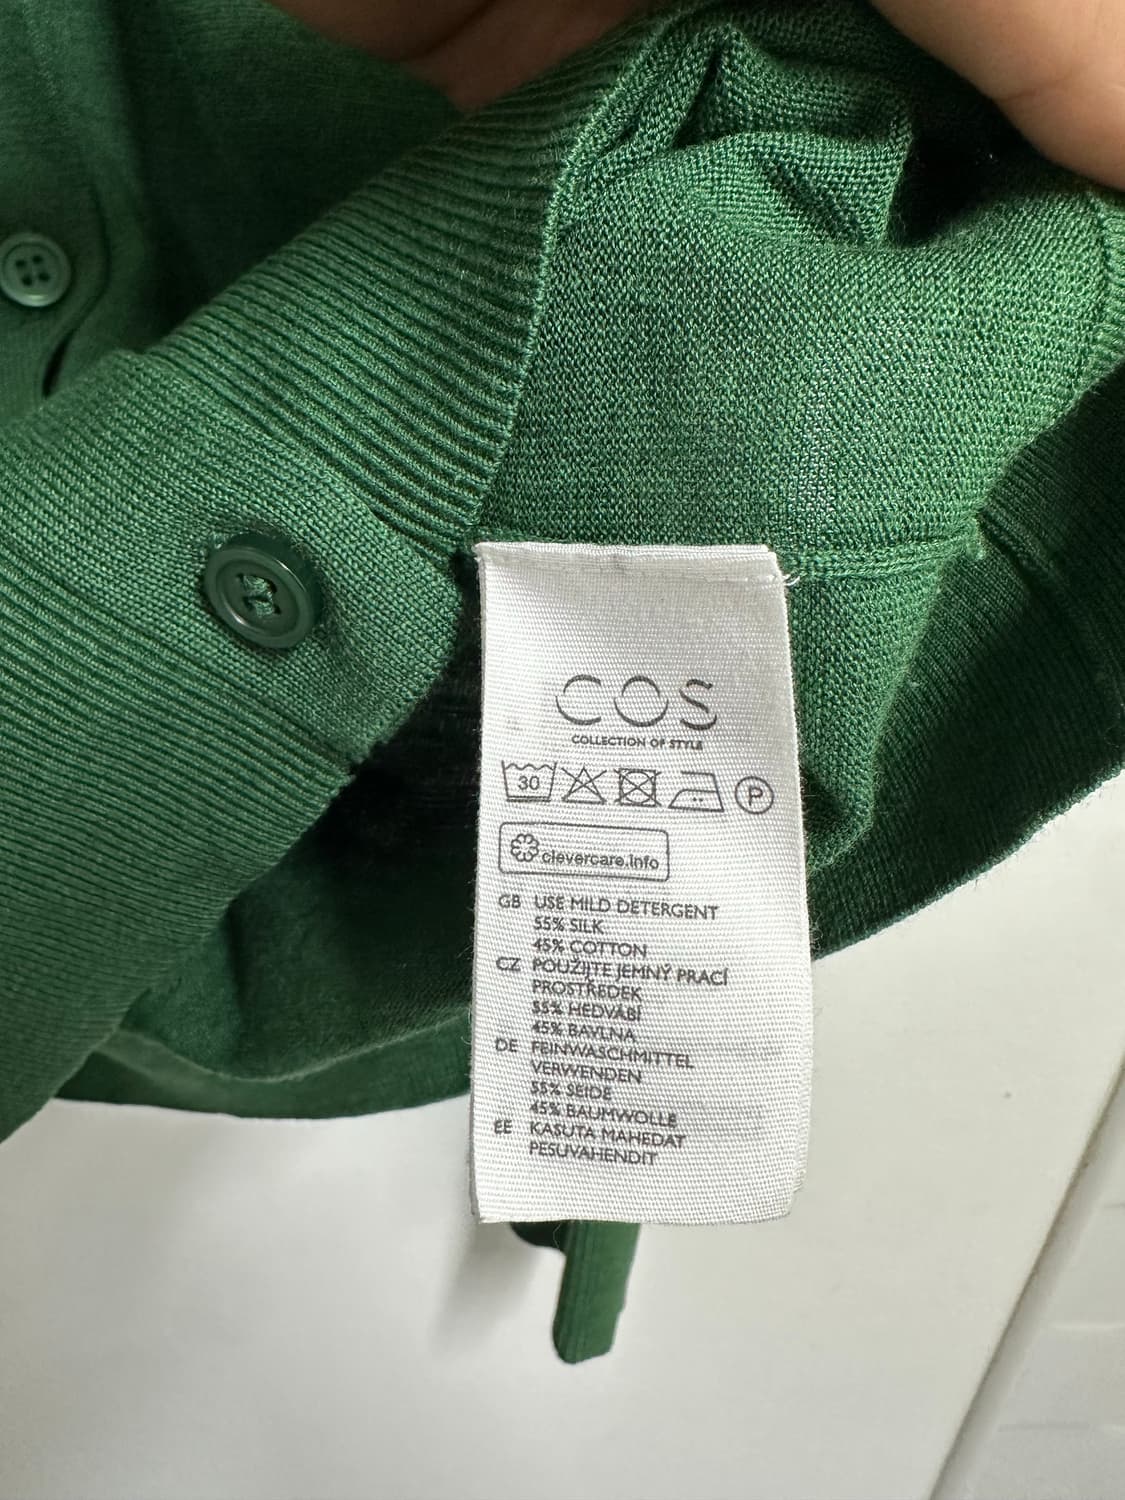 COS
COLLECTION OF STYLE
30
P
clevercare.info
GB USE MILD DETERGENT
55% SILK
45% COTTON
CZ POUŽIJTE JEMNÝ PRACÍ
PROSTŘEDEK
55% HEDVÁBÍ
45% BAVLNA
DE FEINWASCHMITTEL
VERWENDEN
55% SEIDE
45% BAUMWOLLE
EE KASUTA MAHEDAT
PESUVAHENDIT